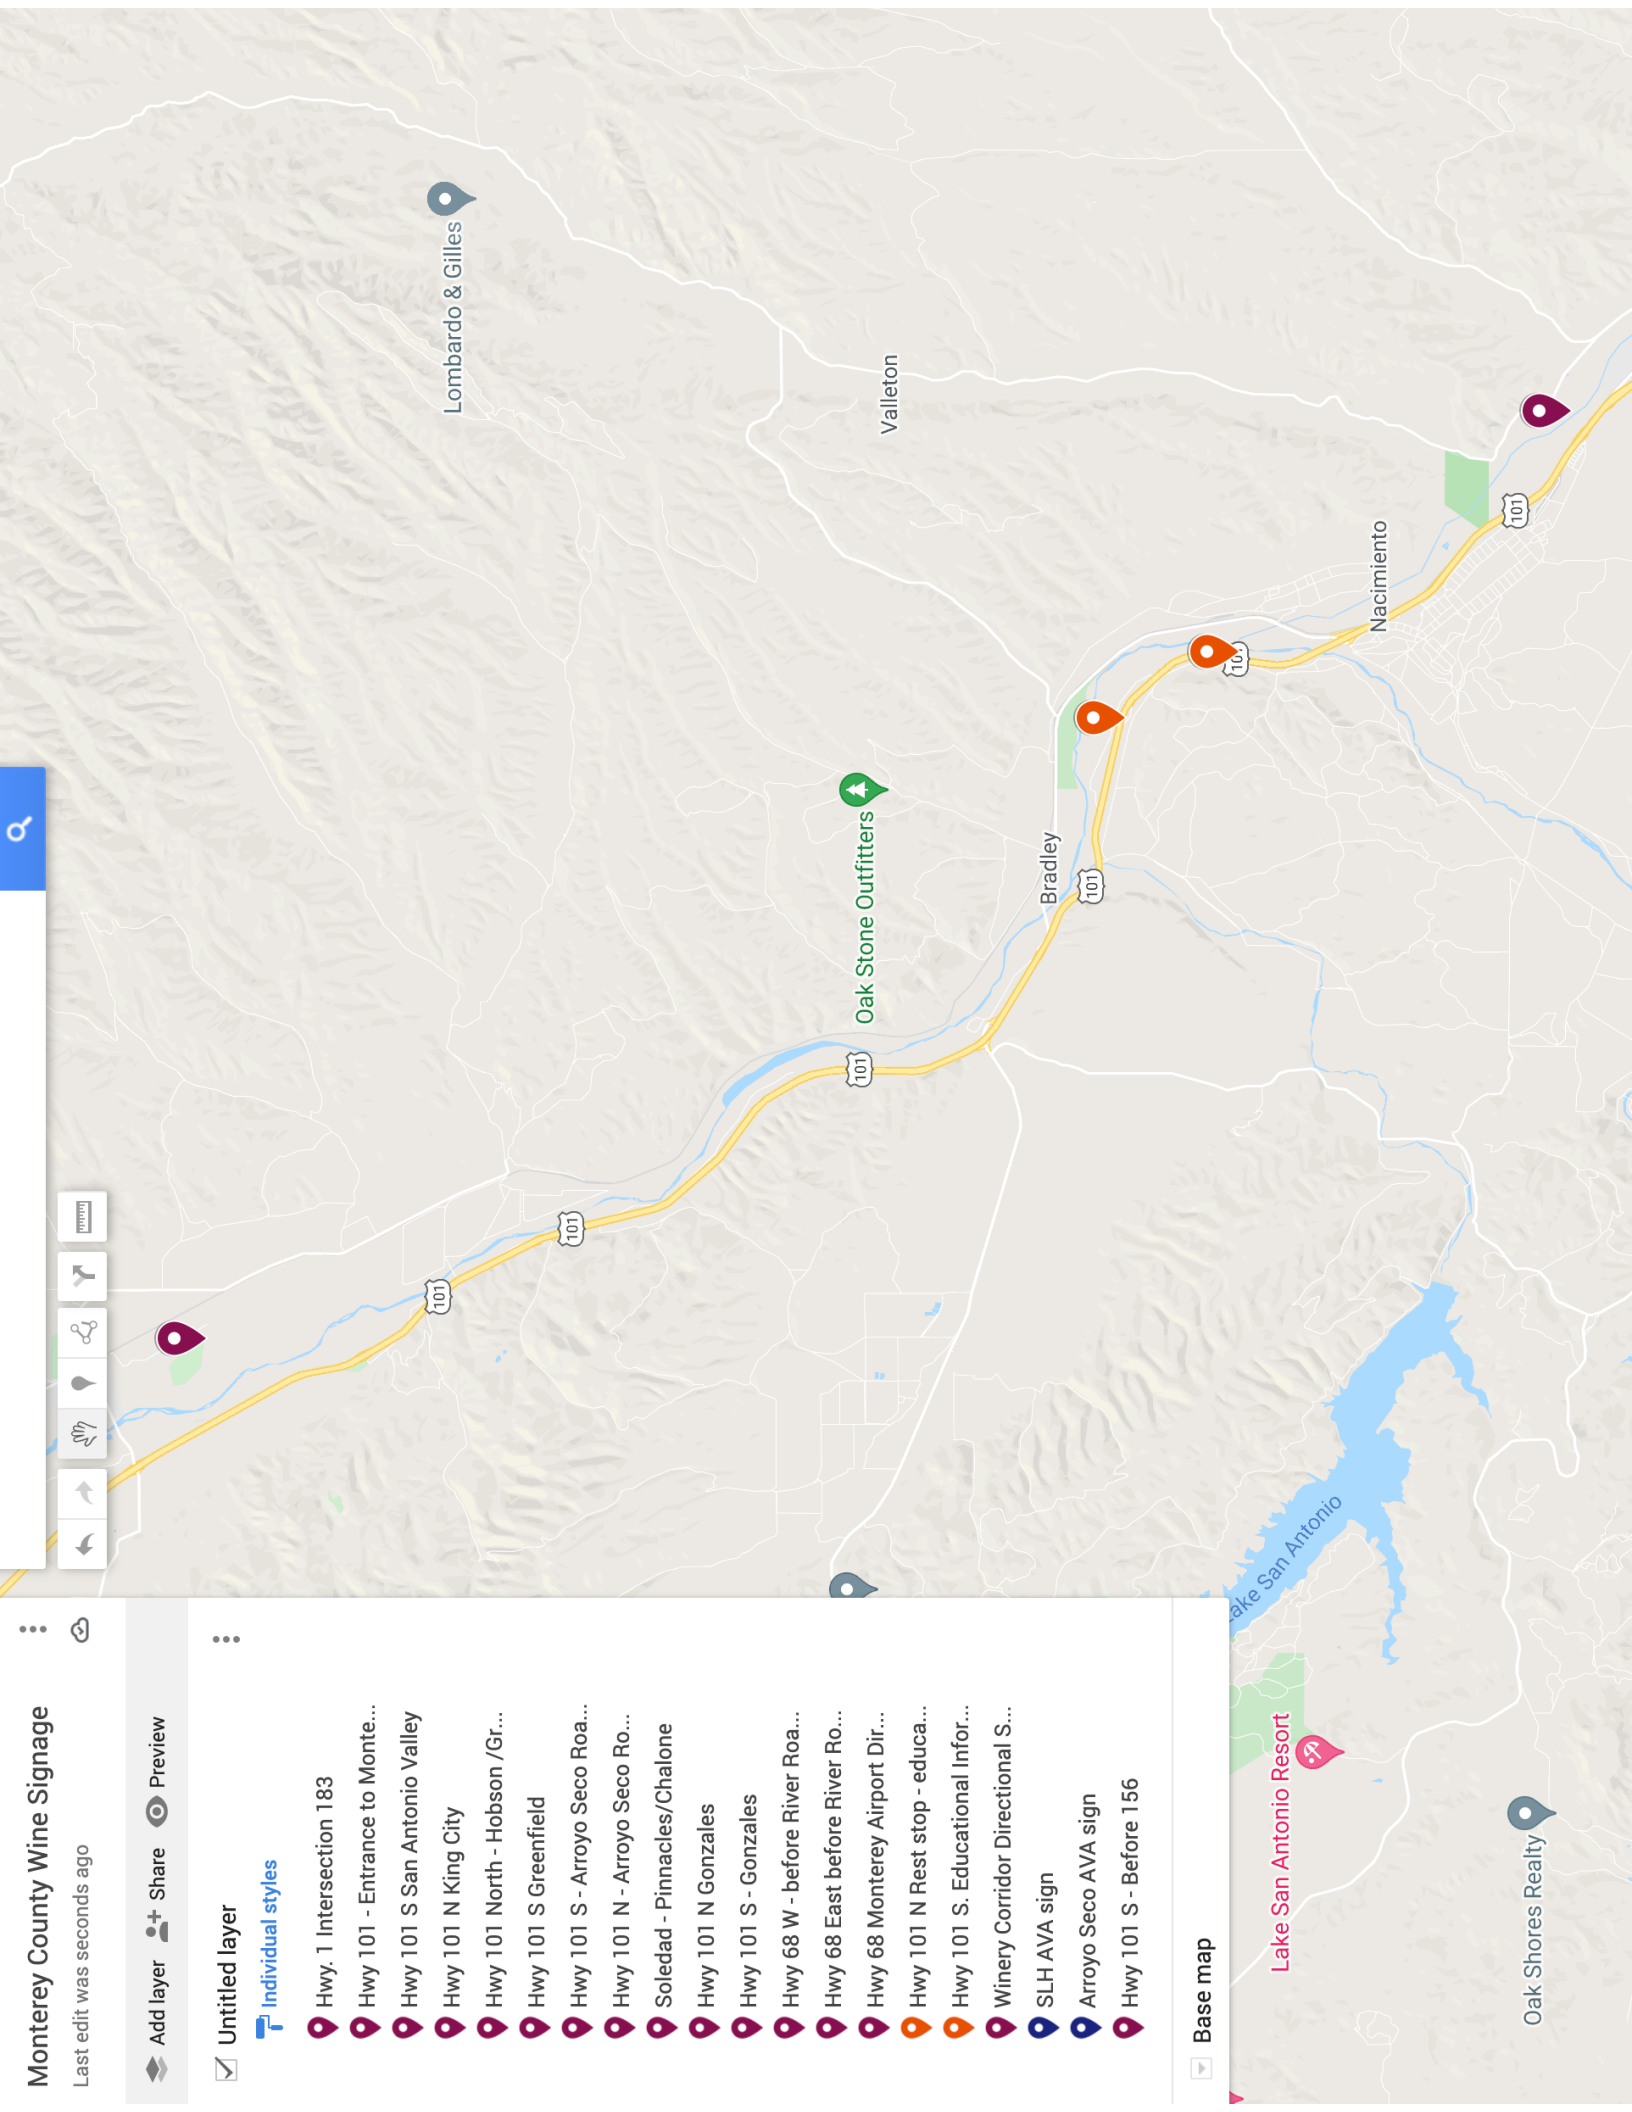 Monterey County Wine Signage
Last edit was seconds ago
Add layer
Share
Preview
Untitled layer
Individual styles
Hwy. 1 Intersection 183
Hwy 101 - Entrance to Monte...
Hwy 101 S San Antonio Valley
Hwy 101 N King City
Hwy 101 North - Hobson /Gr...
Hwy 101 S Greenfield
Hwy 101 S - Arroyo Seco Roa...
Hwy 101 N - Arroyo Seco Ro...
Soledad - Pinnacles/Chalone
Hwy 101 N Gonzales
Hwy 101 S - Gonzales
Hwy 68 W - before River Roa...
Hwy 68 East before River Ro...
Hwy 68 Monterey Airport Dir...
Hwy 101 N Rest stop - educa...
Hwy 101 S. Educational Infor...
Winery Corridor Directional S...
SLH AVA sign
Arroyo Seco AVA sign
Hwy 101 S - Before 156
Base map
Lombardo & Gilles
Valleton
Oak Stone Outfitters
Bradley
Nacimiento
101
101
101
101
101
101
Lake San Antonio
Lake San Antonio Resort
Oak Shores Realty